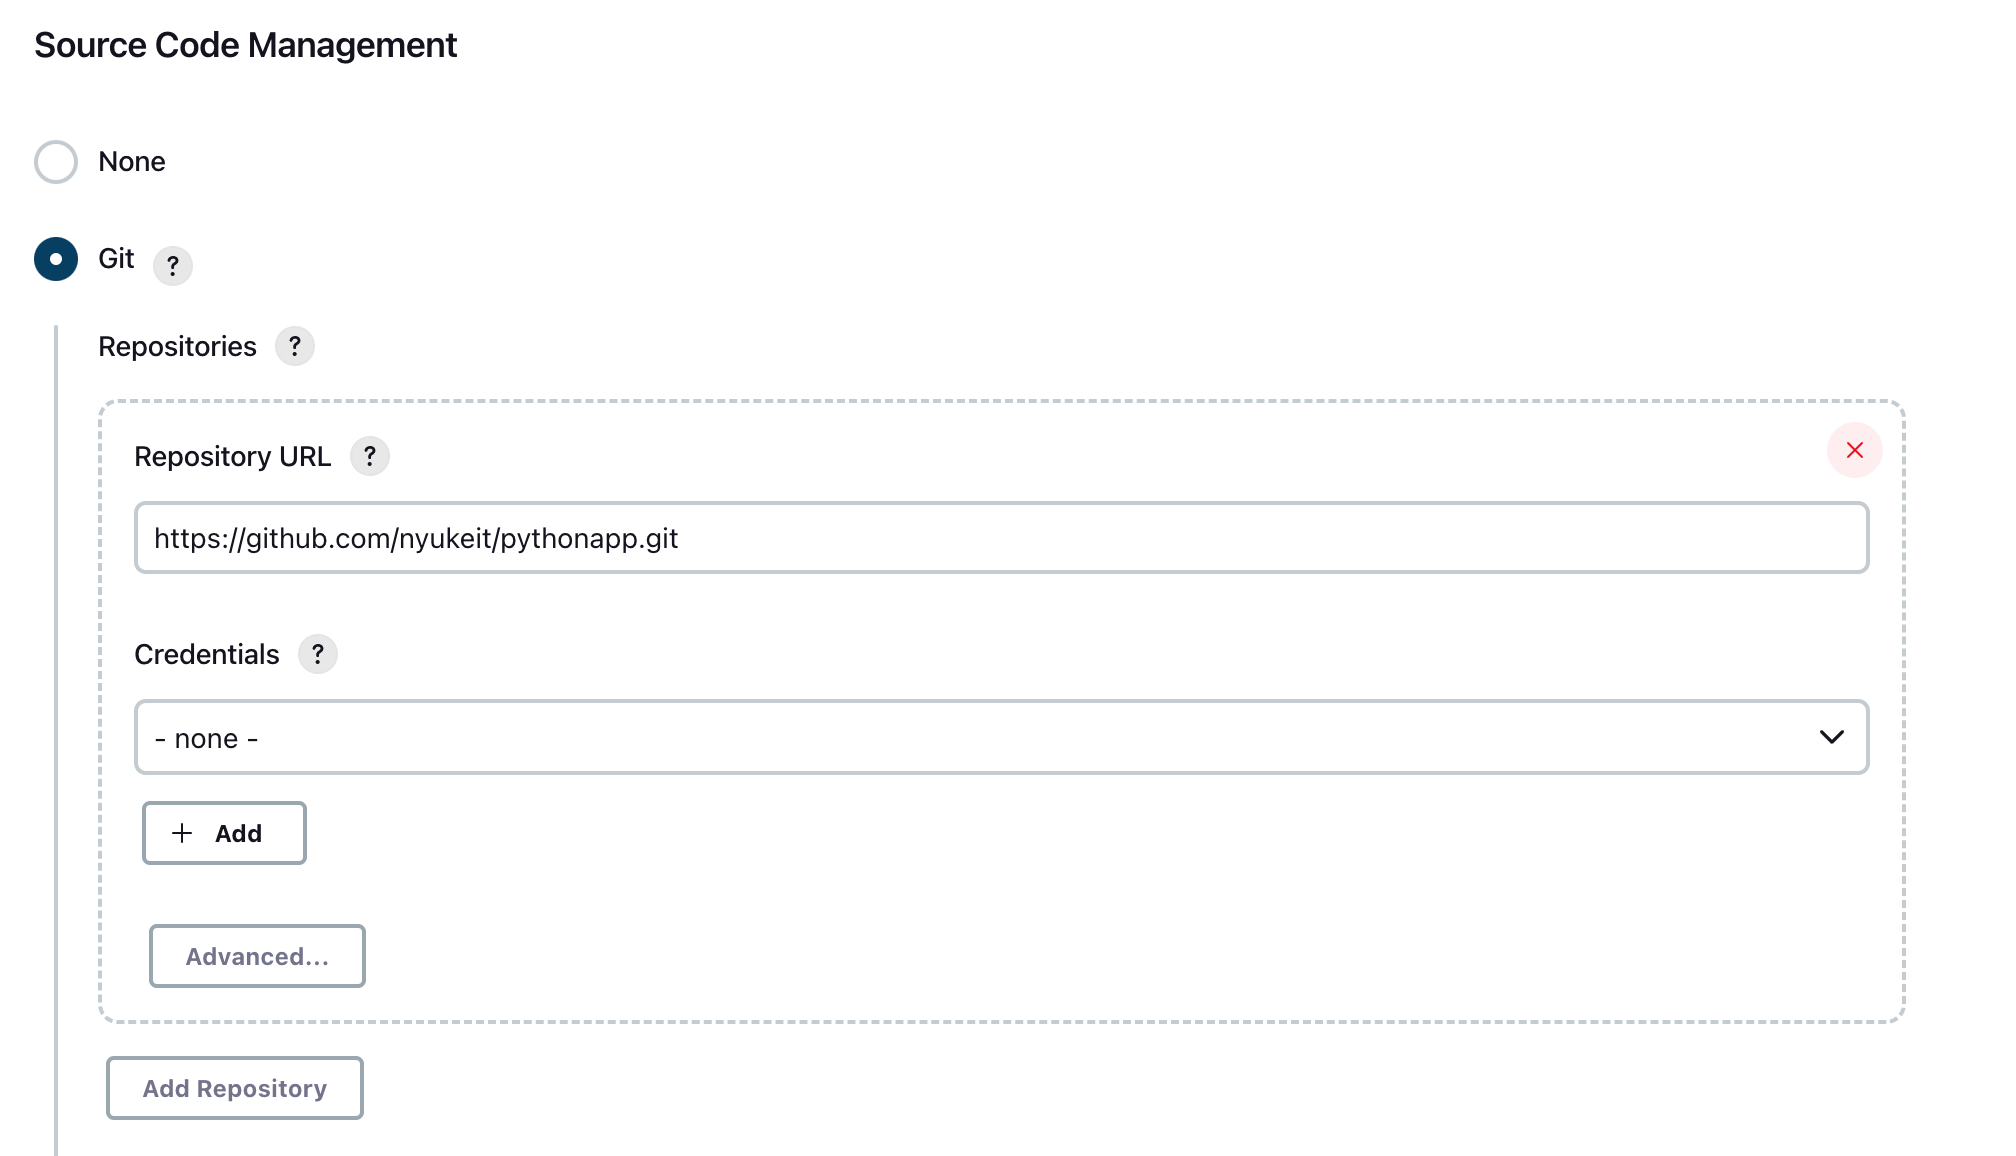 Source Code Management
None
Git ?
Repositories ?
Repository URL ?
https://github.com/nyukeit/pythonapp.git
Credentials ?
- none -
+ Add
Advanced...
Add Repository